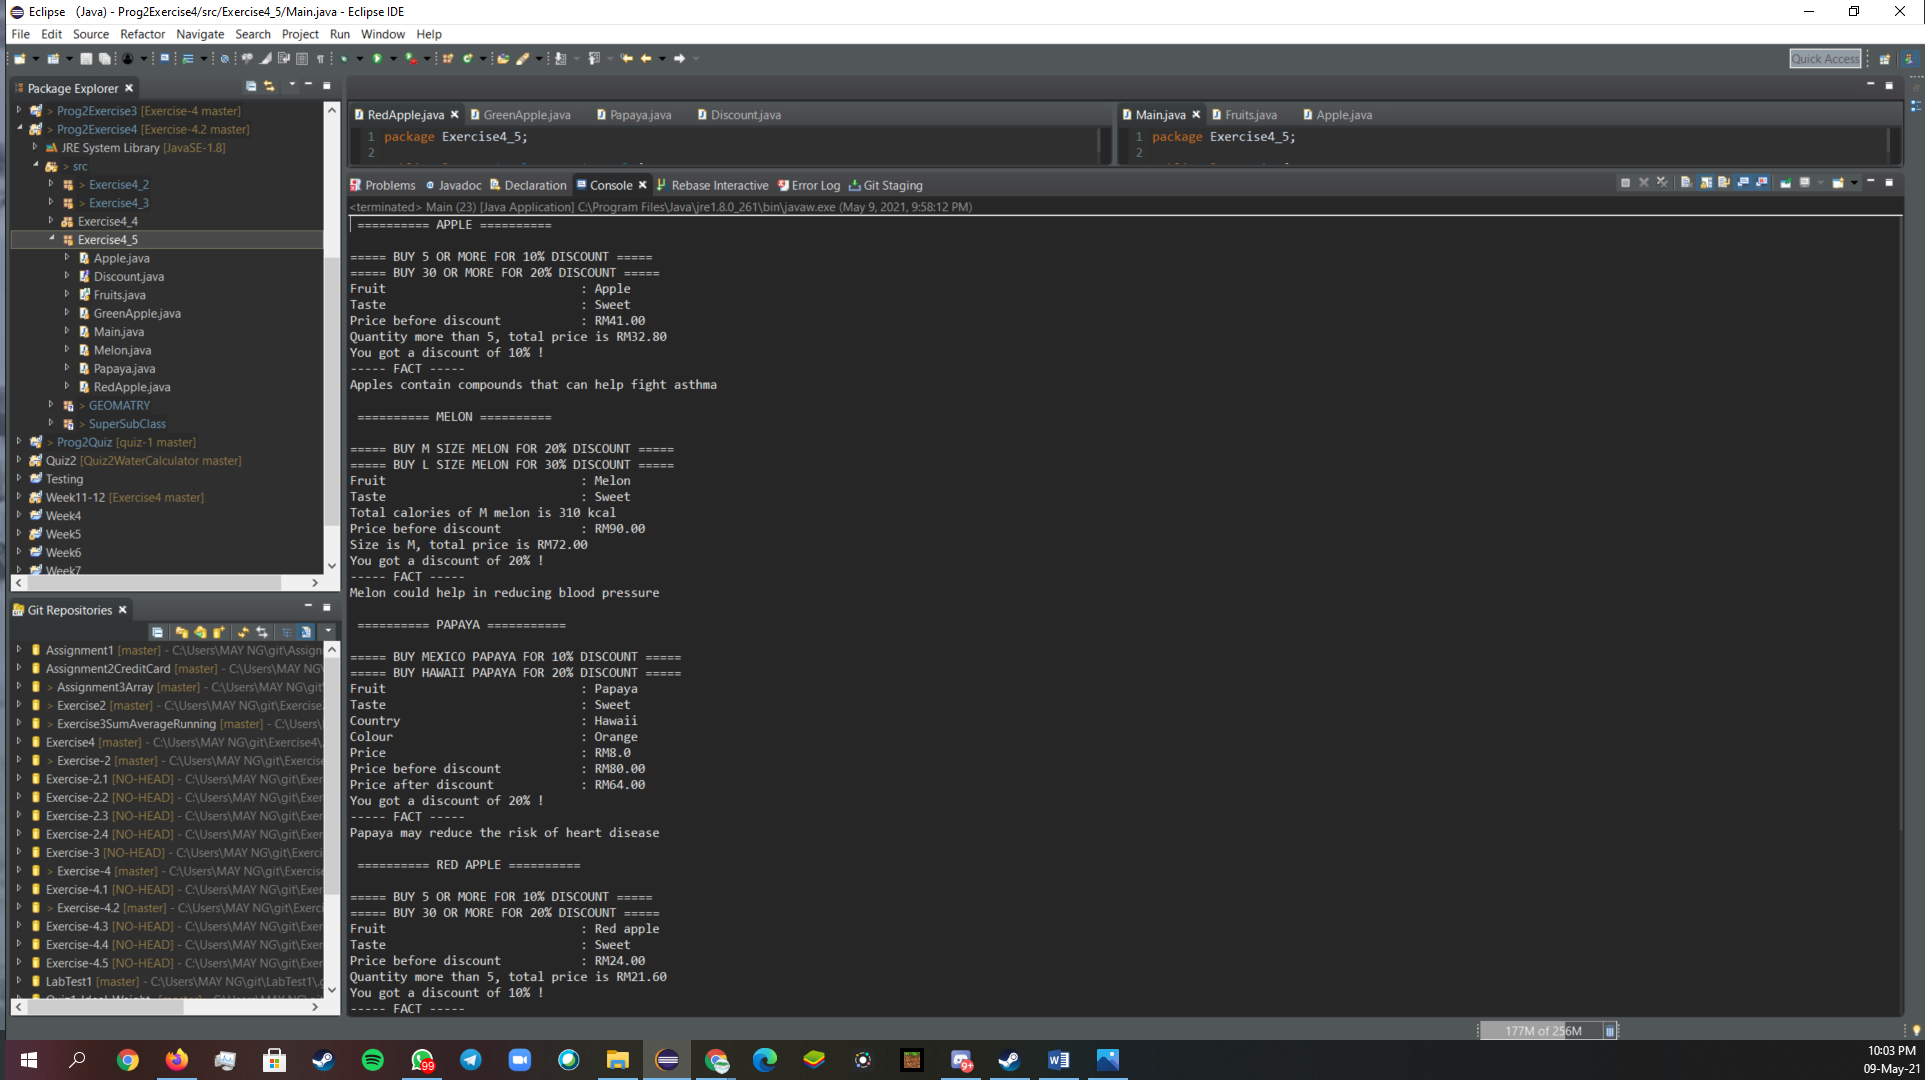 Eclipse   (Java) - Prog2Exercise4/src/Exercise4_5/Main.java - Eclipse IDE
File Edit Source Refactor Navigate Search Project Run Window Help
Quick Access
Package Explorer
> Prog2Exercise3 [Exercise-4 master]
> Prog2Exercise4 [Exercise-4.2 master]
JRE System Library [JavaSE-1.8]
> src
> Exercise4_2
> Exercise4_3
Exercise4_4
Exercise4_5
Apple.java
Discount.java
Fruits.java
GreenApple.java
Main.java
Melon.java
Papaya.java
RedApple.java
> GEOMATRY
> SuperSubClass
> Prog2Quiz [quiz-1 master]
Quiz2 [Quiz2WaterCalculator master]
Testing
Week11-12 [Exercise4 master]
Week4
Week5
Week6
Week7
Git Repositories
Assignment1 [master] - C:\Users\MAY NG\git\Assign
Assignment2CreditCard [master] - C:\Users\MAY NG\
> Assignment3Array [master] - C:\Users\MAY NG\git\
> Exercise2 [master] - C:\Users\MAY NG\git\Exercise
> Exercise3SumAverageRunning [master] - C:\Users\
Exercise4 [master] - C:\Users\MAY NG\git\Exercise4\
> Exercise-2 [master] - C:\Users\MAY NG\git\Exercise
Exercise-2.1 [NO-HEAD] - C:\Users\MAY NG\git\Exer
Exercise-2.2 [NO-HEAD] - C:\Users\MAY NG\git\Exer
Exercise-2.3 [NO-HEAD] - C:\Users\MAY NG\git\Exer
Exercise-2.4 [NO-HEAD] - C:\Users\MAY NG\git\Exer
Exercise-3 [NO-HEAD] - C:\Users\MAY NG\git\Exerci
> Exercise-4 [master] - C:\Users\MAY NG\git\Exercise
Exercise-4.1 [NO-HEAD] - C:\Users\MAY NG\git\Exer
> Exercise-4.2 [master] - C:\Users\MAY NG\git\Exerci
Exercise-4.3 [NO-HEAD] - C:\Users\MAY NG\git\Exer
Exercise-4.4 [NO-HEAD] - C:\Users\MAY NG\git\Exer
Exercise-4.5 [NO-HEAD] - C:\Users\MAY NG\git\Exer
LabTest1 [master] - C:\Users\MAY NG\git\LabTest1\.g
RedApple.java GreenApple.java Papaya.java Discount.java
1 package Exercise4_5;
2
Main.java Fruits.java Apple.java
1 package Exercise4_5;
2
Problems Javadoc Declaration Console Rebase Interactive Error Log Git Staging
<terminated> Main (23) [Java Application] C:\Program Files\Java\jre1.8.0_261\bin\javaw.exe (May 9, 2021, 9:58:12 PM)
========== APPLE ==========
===== BUY 5 OR MORE FOR 10% DISCOUNT =====
===== BUY 30 OR MORE FOR 20% DISCOUNT =====
Fruit : Apple
Taste : Sweet
Price before discount : RM41.00
Quantity more than 5, total price is RM32.80
You got a discount of 10% !
----- FACT -----
Apples contain compounds that can help fight asthma
========== MELON ==========
===== BUY M SIZE MELON FOR 20% DISCOUNT =====
===== BUY L SIZE MELON FOR 30% DISCOUNT =====
Fruit : Melon
Taste : Sweet
Total calories of M melon is 310 kcal
Price before discount : RM90.00
Size is M, total price is RM72.00
You got a discount of 20% !
----- FACT -----
Melon could help in reducing blood pressure
========== PAPAYA ===========
===== BUY MEXICO PAPAYA FOR 10% DISCOUNT =====
===== BUY HAWAII PAPAYA FOR 20% DISCOUNT =====
Fruit : Papaya
Taste : Sweet
Country : Hawaii
Colour : Orange
Price : RM8.0
Price before discount : RM80.00
Price after discount : RM64.00
You got a discount of 20% !
----- FACT -----
Papaya may reduce the risk of heart disease
========== RED APPLE ==========
===== BUY 5 OR MORE FOR 10% DISCOUNT =====
===== BUY 30 OR MORE FOR 20% DISCOUNT =====
Fruit : Red apple
Taste : Sweet
Price before discount : RM24.00
Quantity more than 5, total price is RM21.60
You got a discount of 10% !
----- FACT -----
177M of 256M
99
9+
10:03 PM
09-May-21